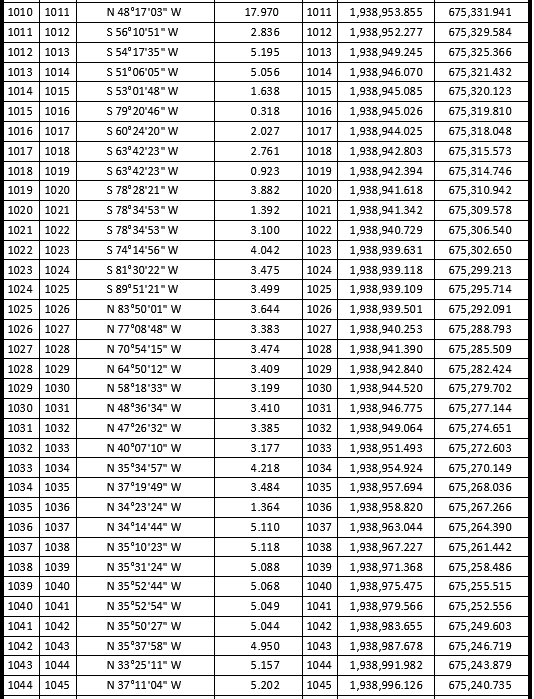 1010 1011 N 48°17'03" W 17.970 1011 1,938,953.855 675,331.941
1011 1012 S 56°10'51" W 2.836 1012 1,938,952.277 675,329.584
1012 1013 S 54°17'35" W 5.195 1013 1,938,949.245 675,325.366
1013 1014 S 51°06'05" W 5.056 1014 1,938,946.070 675,321.432
1014 1015 S 53°01'48" W 1.638 1015 1,938,945.085 675,320.123
1015 1016 S 79°20'46" W 0.318 1016 1,938,945.026 675,319.810
1016 1017 S 60°24'20" W 2.027 1017 1,938,944.025 675,318.048
1017 1018 S 63°42'23" W 2.761 1018 1,938,942.803 675,315.573
1018 1019 S 63°42'23" W 0.923 1019 1,938,942.394 675,314.746
1019 1020 S 78°28'21" W 3.882 1020 1,938,941.618 675,310.942
1020 1021 S 78°34'53" W 1.392 1021 1,938,941.342 675,309.578
1021 1022 S 78°34'53" W 3.100 1022 1,938,940.729 675,306.540
1022 1023 S 74°14'56" W 4.042 1023 1,938,939.631 675,302.650
1023 1024 S 81°30'22" W 3.475 1024 1,938,939.118 675,299.213
1024 1025 S 89°51'21" W 3.499 1025 1,938,939.109 675,295.714
1025 1026 N 83°50'01" W 3.644 1026 1,938,939.501 675,292.091
1026 1027 N 77°08'48" W 3.383 1027 1,938,940.253 675,288.793
1027 1028 N 70°54'15" W 3.474 1028 1,938,941.390 675,285.509
1028 1029 N 64°50'12" W 3.409 1029 1,938,942.840 675,282.424
1029 1030 N 58°18'33" W 3.199 1030 1,938,944.520 675,279.702
1030 1031 N 48°36'34" W 3.410 1031 1,938,946.775 675,277.144
1031 1032 N 47°26'32" W 3.385 1032 1,938,949.064 675,274.651
1032 1033 N 40°07'10" W 3.177 1033 1,938,951.493 675,272.603
1033 1034 N 35°34'57" W 4.218 1034 1,938,954.924 675,270.149
1034 1035 N 37°19'49" W 3.484 1035 1,938,957.694 675,268.036
1035 1036 N 34°23'24" W 1.364 1036 1,938,958.820 675,267.266
1036 1037 N 34°14'44" W 5.110 1037 1,938,963.044 675,264.390
1037 1038 N 35°10'23" W 5.118 1038 1,938,967.227 675,261.442
1038 1039 N 35°31'24" W 5.088 1039 1,938,971.368 675,258.486
1039 1040 N 35°52'44" W 5.068 1040 1,938,975.475 675,255.515
1040 1041 N 35°52'54" W 5.049 1041 1,938,979.566 675,252.556
1041 1042 N 35°50'27" W 5.044 1042 1,938,983.655 675,249.603
1042 1043 N 35°37'58" W 4.950 1043 1,938,987.678 675,246.719
1043 1044 N 33°25'11" W 5.157 1044 1,938,991.982 675,243.879
1044 1045 N 37°11'04" W 5.202 1045 1,938,996.126 675,240.735